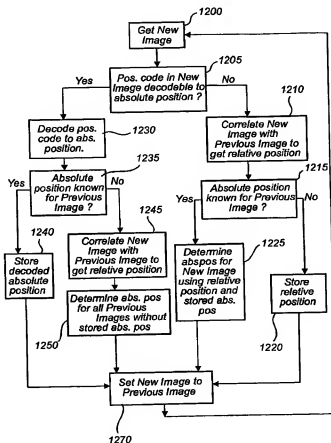 1200
Get New
Image
1205
Pos. code in New
Image decodable to
absolute position ?
Yes
No
1210
Correlate New
Image with
Previous Image to
get relative position
Decode pos.
code to abs.
position.
1230
1235
Absolute
position known
for Previous
Image ?
Yes
No
1215
Absolute position
known for Previous
Image ?
Yes
No
1240
Store
decoded
absolute
position
1245
Correlate New
Image with
Previous Image to
get relative position
1225
Determine
abspos for
New Image
using relative
position and
stored abs.
pos
Store
relative
position
1220
Determine abs. pos
for all Previous
Images without
stored abs. pos
1250
Set New Image to
Previous Image
1270